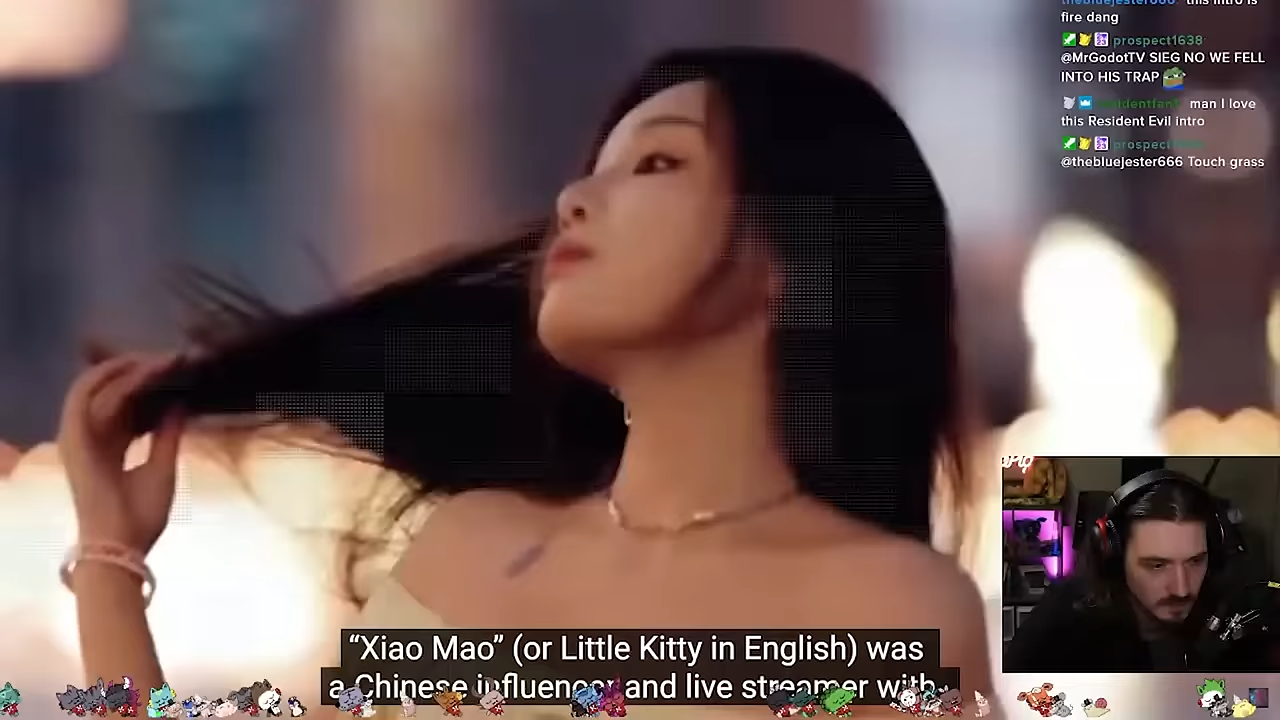 fire dang
prospect1638
@MrGodotTV SIEG NO WE FELL
INTO HIS TRAP
man I love
this Resident Evil intro
@thebluejester666 Touch grass
“Xiao Mao” (or Little Kitty in English) was
a Chinese influencer and live streamer with